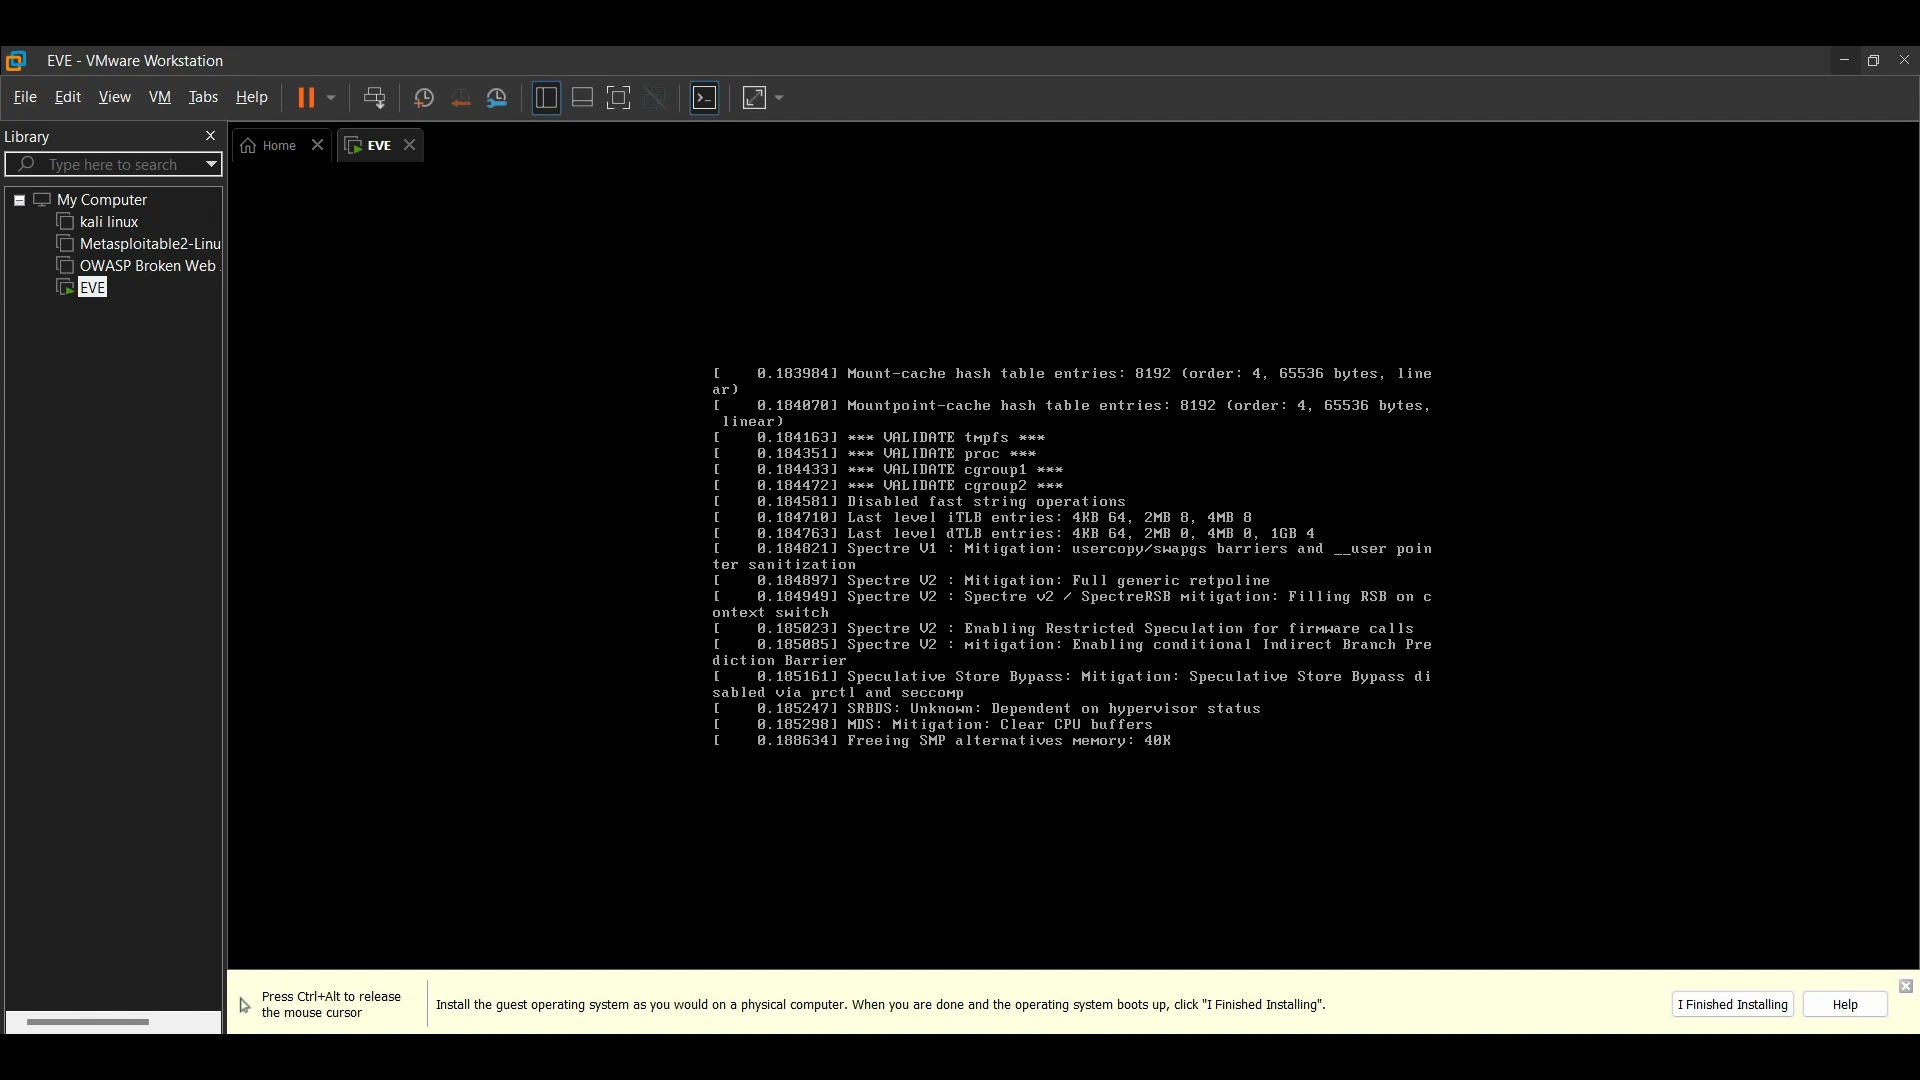 EVE - VMware Workstation
File Edit View VM Tabs Help
Library
Type here to search
Home
EVE
My Computer
kali linux
Metasploitable2-Linu
OWASP Broken Web
EVE
[    0.183984] Mount-cache hash table entries: 8192 (order: 4, 65536 bytes, line
ar)
[    0.184070] Mountpoint-cache hash table entries: 8192 (order: 4, 65536 bytes,
 linear)
[    0.184163] *** VALIDATE tmpfs ***
[    0.184351] *** VALIDATE proc ***
[    0.184433] *** VALIDATE cgroup1 ***
[    0.184472] *** VALIDATE cgroup2 ***
[    0.184581] Disabled fast string operations
[    0.184710] Last level iTLB entries: 4KB 64, 2MB 8, 4MB 8
[    0.184763] Last level dTLB entries: 4KB 64, 2MB 0, 4MB 0, 1GB 4
[    0.184821] Spectre V1 : Mitigation: usercopy/swapgs barriers and __user poin
ter sanitization
[    0.184897] Spectre V2 : Mitigation: Full generic retpoline
[    0.184949] Spectre V2 : Spectre v2 / SpectreRSB mitigation: Filling RSB on c
ontext switch
[    0.185023] Spectre V2 : Enabling Restricted Speculation for firmware calls
[    0.185085] Spectre V2 : mitigation: Enabling conditional Indirect Branch Pre
diction Barrier
[    0.185161] Speculative Store Bypass: Mitigation: Speculative Store Bypass di
sabled via prctl and seccomp
[    0.185247] SRBDS: Unknown: Dependent on hypervisor status
[    0.185298] MDS: Mitigation: Clear CPU buffers
[    0.188634] Freeing SMP alternatives memory: 40K
Press Ctrl+Alt to release
the mouse cursor
Install the guest operating system as you would on a physical computer. When you are done and the operating system boots up, click "I Finished Installing".
I Finished Installing
Help